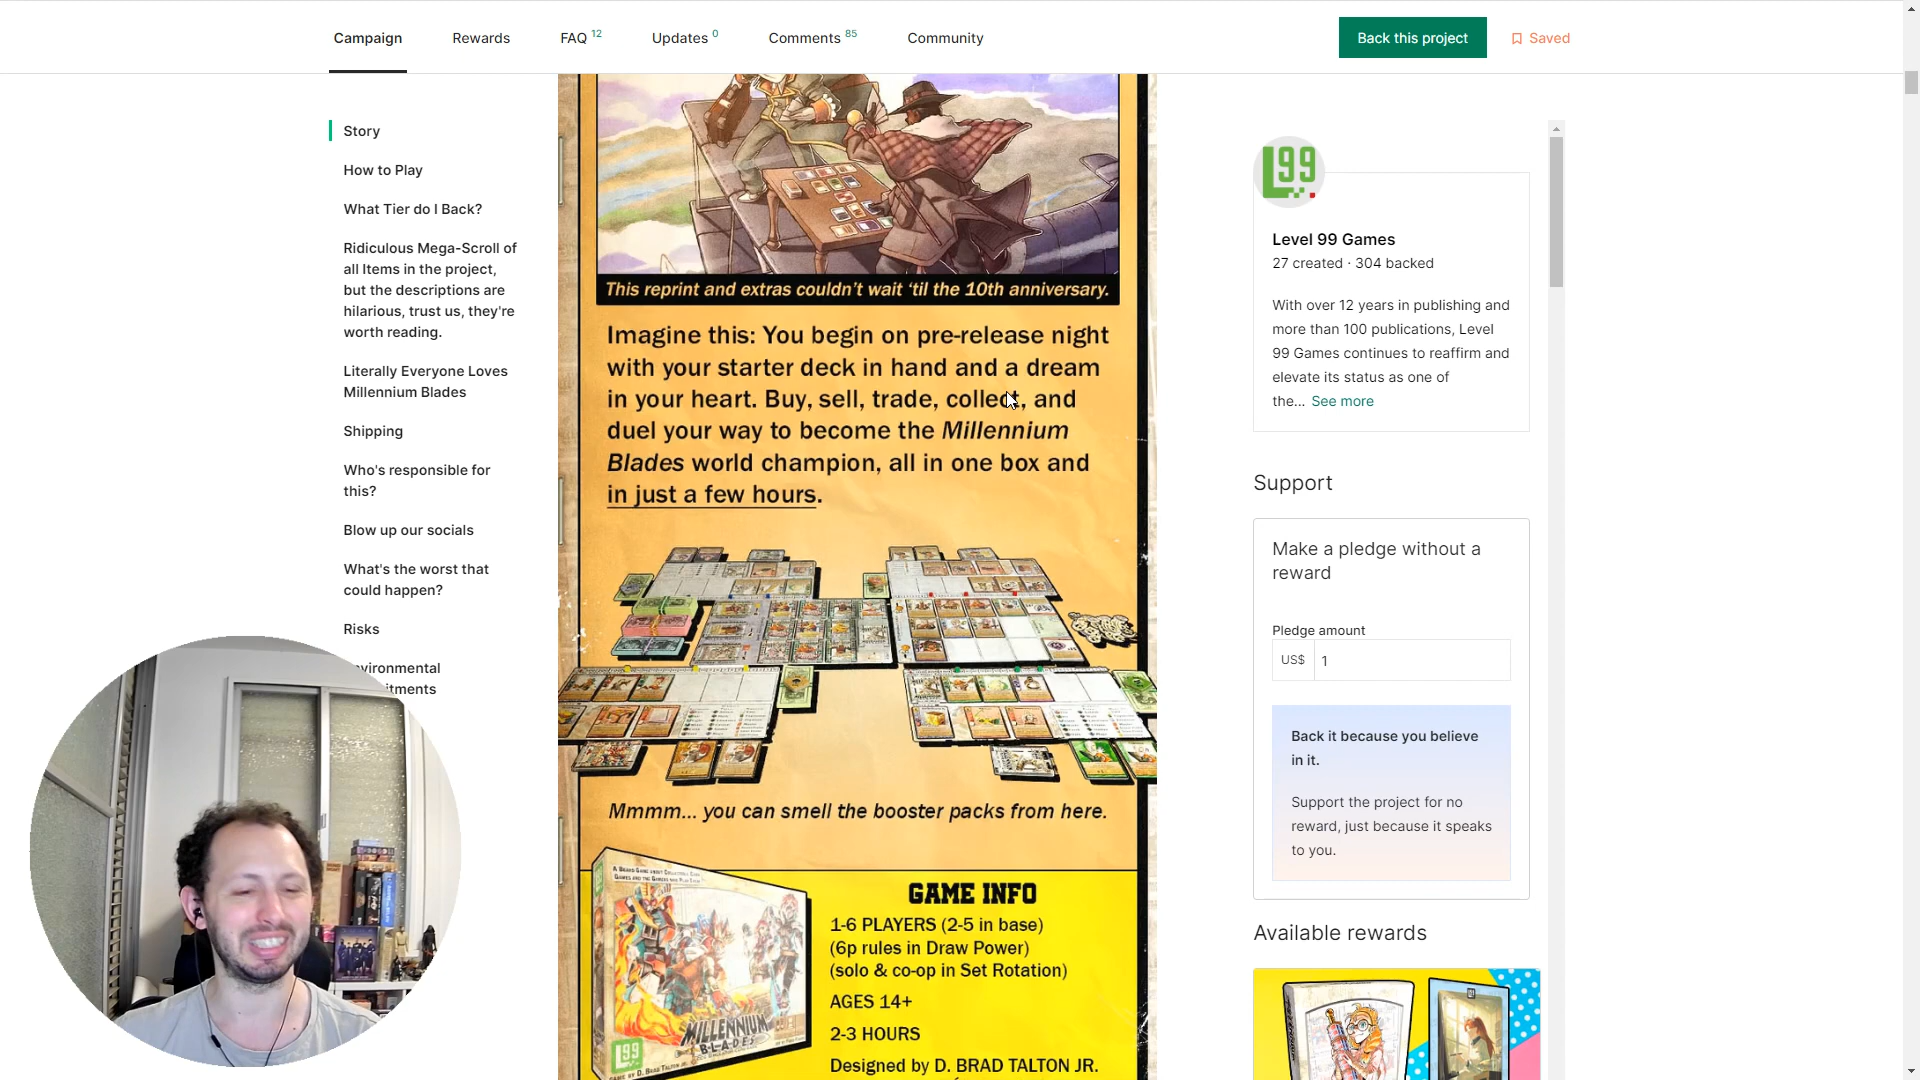 Campaign
Rewards
FAQ 12
Updates 0
Comments 85
Community
Back this project
Saved
Story
How to Play
What Tier do I Back?
Ridiculous Mega-Scroll of
all Items in the project,
but the descriptions are
hilarious, trust us, they're
worth reading.
Literally Everyone Loves
Millennium Blades
Shipping
Who's responsible for
this?
Blow up our socials
What's the worst that
could happen?
Risks
This reprint and extras couldn't wait 'til the 10th anniversary.
Imagine this: You begin on pre-release night
with your starter deck in hand and a dream
in your heart. Buy, sell, trade, collect, and
duel your way to become the Millennium
Blades world champion, all in one box and
in just a few hours.
Mmmm... you can smell the booster packs from here.
MILLENNIUM
BLADES
L99
GAME INFO
1-6 PLAYERS (2-5 in base)
(6p rules in Draw Power)
(solo & co-op in Set Rotation)
AGES 14+
2-3 HOURS
Designed by D. BRAD TALTON JR.
L99
Level 99 Games
27 created · 304 backed
With over 12 years in publishing and
more than 100 publications, Level
99 Games continues to reaffirm and
elevate its status as one of
the... See more
Support
Make a pledge without a
reward
Pledge amount
US$ 1
Back it because you believe
in it.
Support the project for no
reward, just because it speaks
to you.
Available rewards